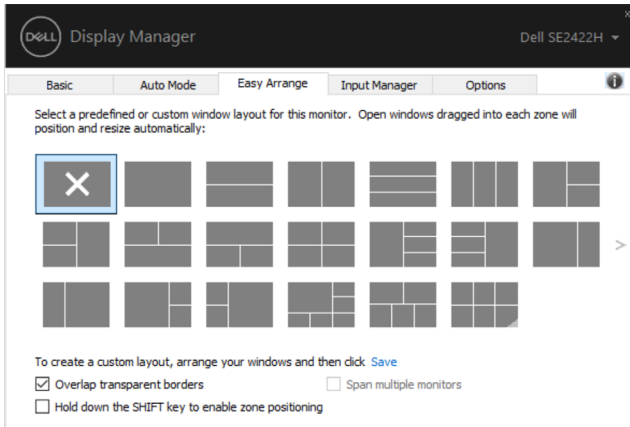 DELL Display Manager
Dell SE2422H
Basic Auto Mode Easy Arrange Input Manager Options
Select a predefined or custom window layout for this monitor. Open windows dragged into each zone will
position and resize automatically:
To create a custom layout, arrange your windows and then click Save
Overlap transparent borders
Span multiple monitors
Hold down the SHIFT key to enable zone positioning